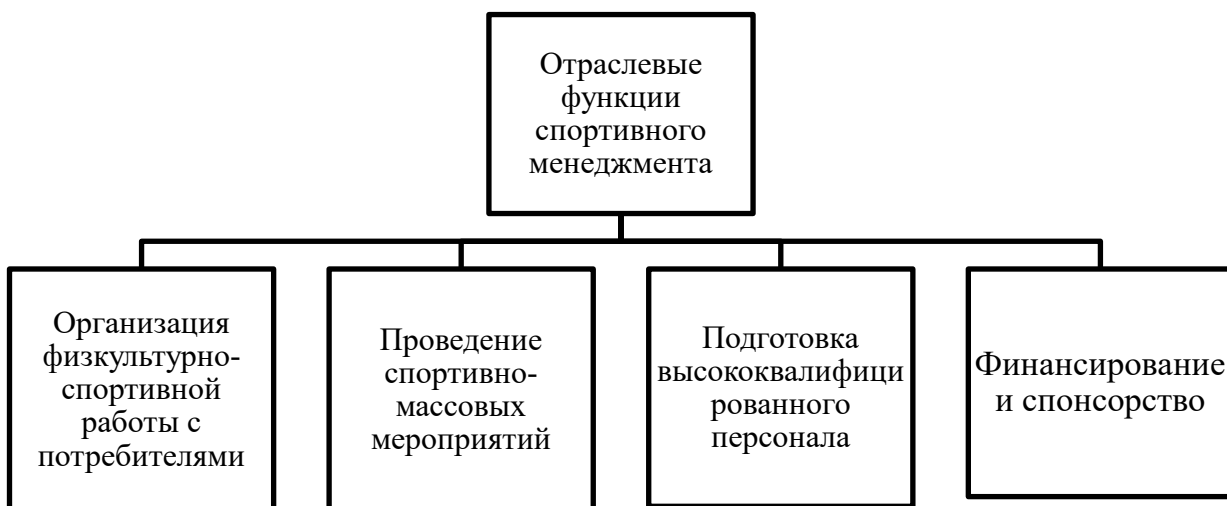 Отраслевые
функции
спортивного
менеджмента
Организация
физкультурно-
спортивной
работы с
потребителями
Проведение
спортивно-
массовых
мероприятий
Подготовка
высококвалифици
рованного
персонала
Финансирование
и спонсорство